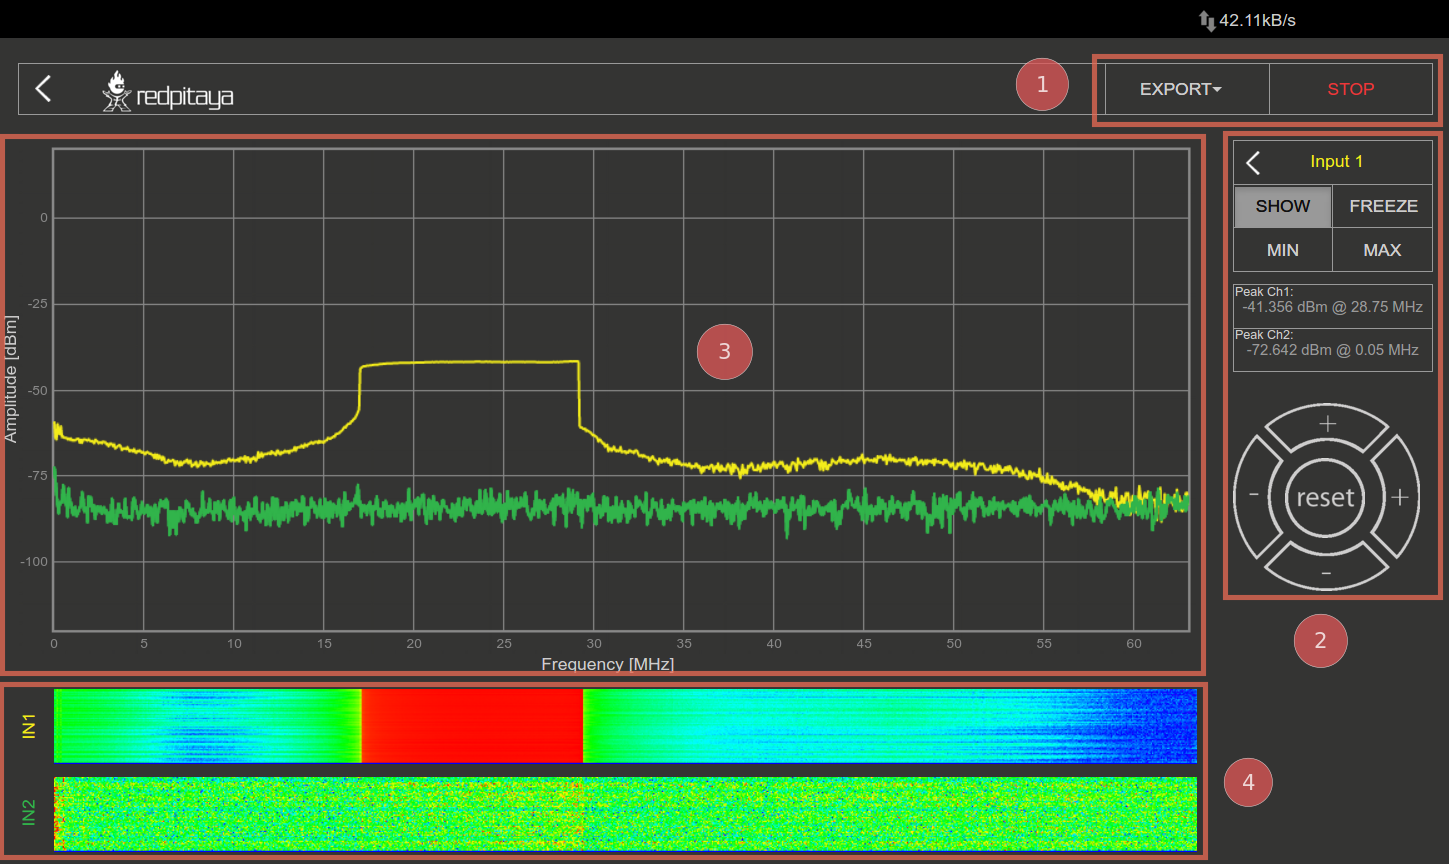 42.11kB/s
redpitaya
1
EXPORT
STOP
Input 1
SHOW FREEZE
MIN MAX
Peak Ch1:
-41.356 dBm @ 28.75 MHz
Peak Ch2:
-72.642 dBm @ 0.05 MHz
+
- reset +
-
2
Amplitude [dBm]
0
-25
-50
-75
-100
3
0 5 10 15 20 25 30 35 40 45 50 55 60
Frequency [MHz]
IN1
IN2
4